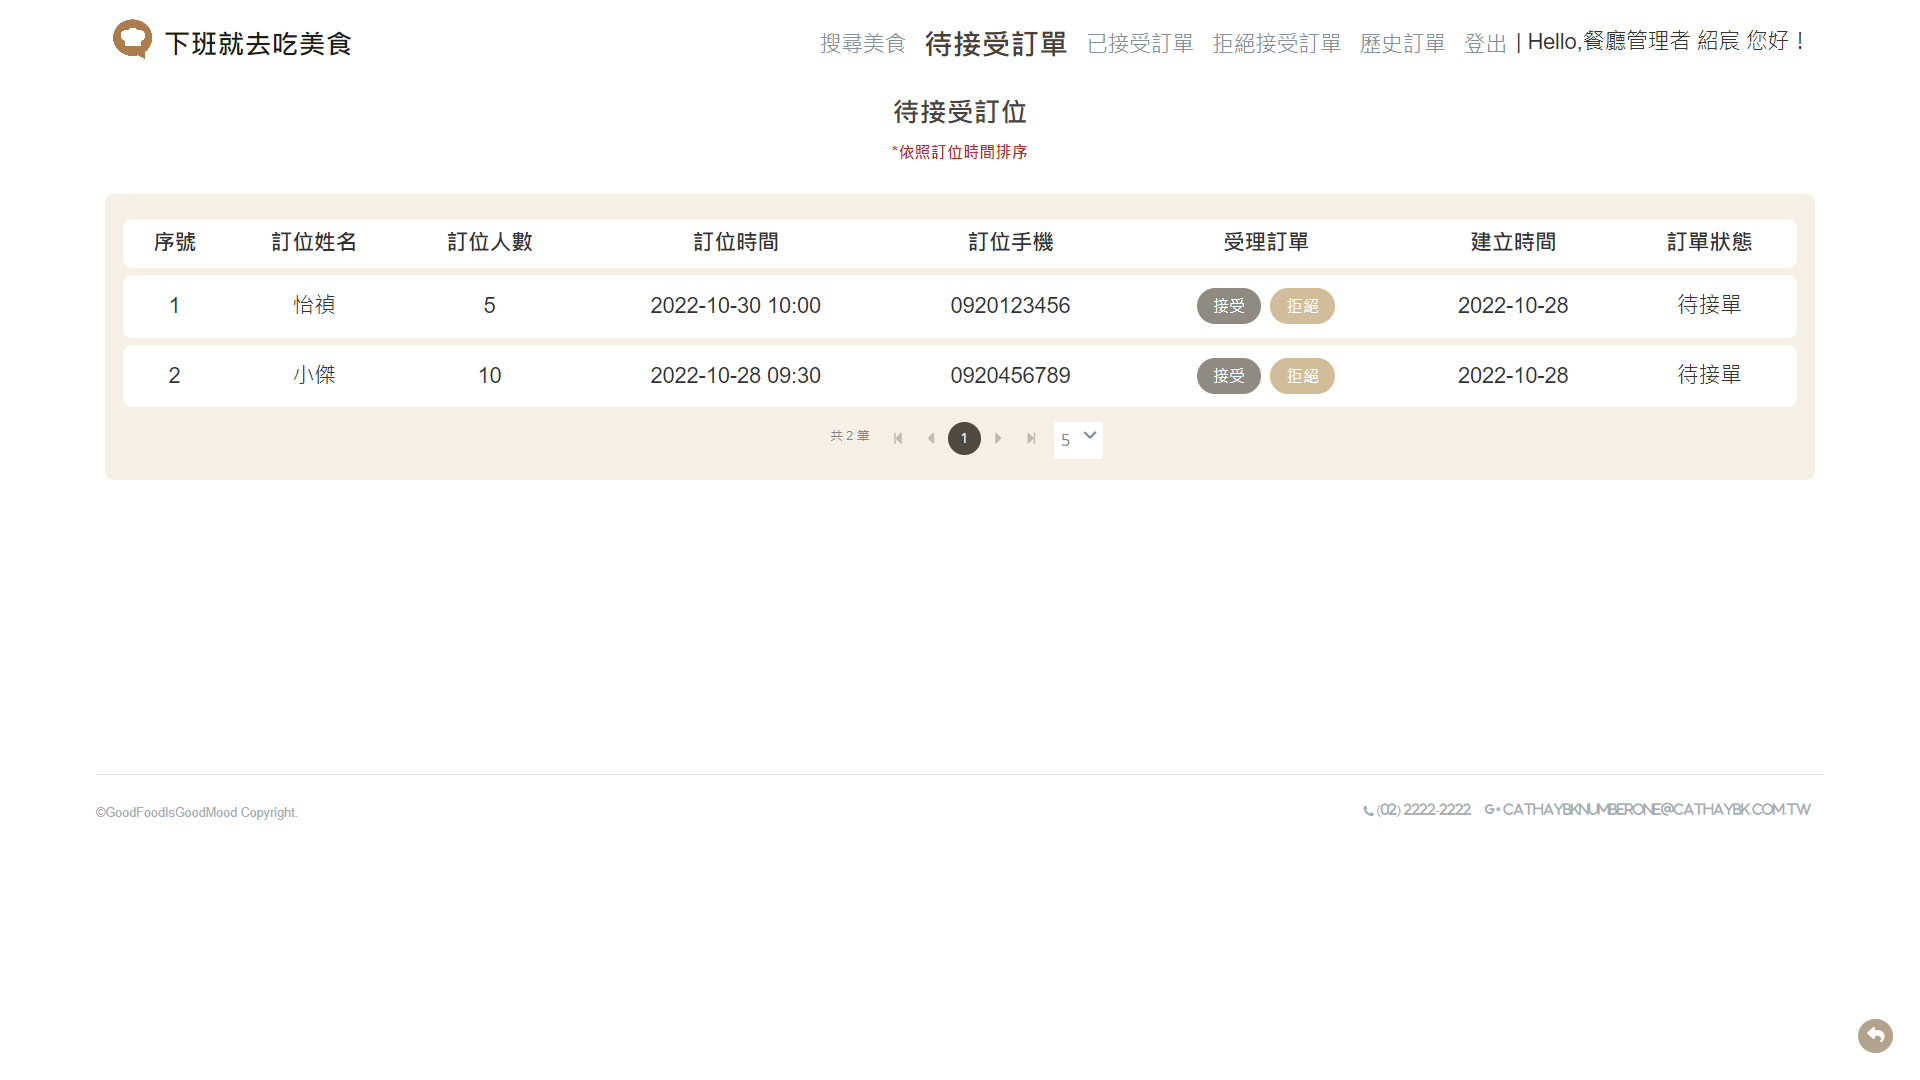 下班就去吃美食
搜尋美食 待接受訂單 已接受訂單 拒絕接受訂單 歷史訂單 登出 | Hello,餐廳管理者 紹宸 您好！
待接受訂位
*依照訂位時間排序
序號 訂位姓名 訂位人數 訂位時間 訂位手機 受理訂單 建立時間 訂單狀態
1 怡禎 5 2022-10-30 10:00 0920123456 接受 拒絕 2022-10-28 待接單
2 小傑 10 2022-10-28 09:30 0920456789 接受 拒絕 2022-10-28 待接單
共 2 筆 1 5
©GoodFoodIsGoodMood Copyright. (02) 2222-2222 G+ CATHAYBKNUMBERONE@CATHAYBK.COM.TW